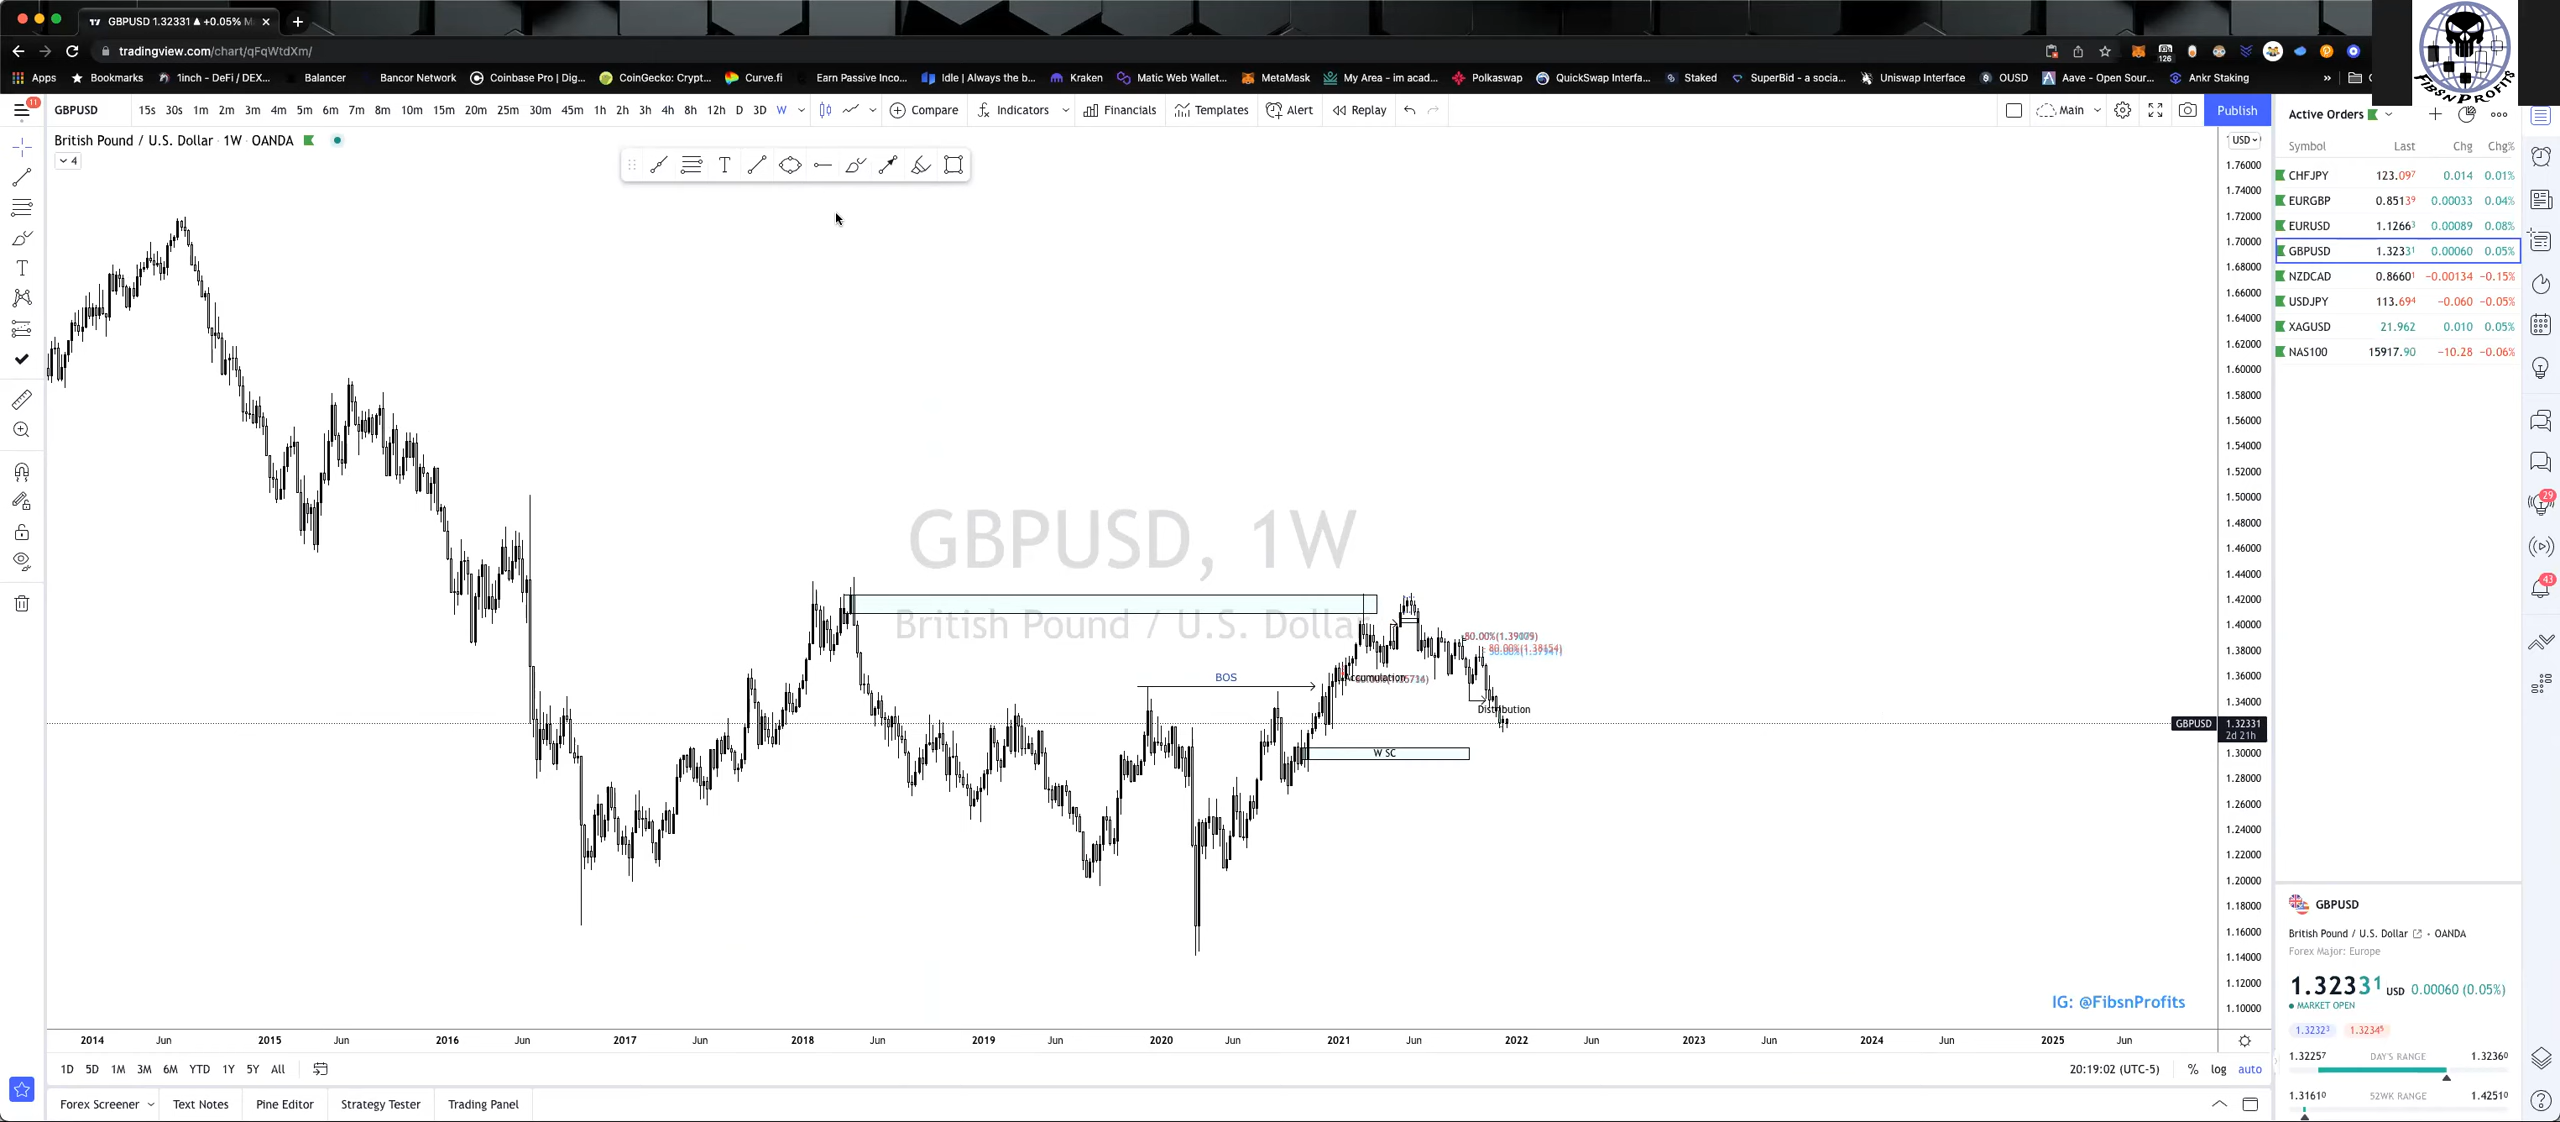 GBPUSD 1.32331 ▲ +0.05% M
tradingview.com/chart/qFqWtdXm/
126
FIBSNPROFITS
Apps Bookmarks 1inch - DeFi / DEX... Balancer Bancor Network Coinbase Pro | Dig... CoinGecko: Crypt... Curve.fi Earn Passive Inco... Idle | Always the b... Kraken Matic Web Wallet... MetaMask My Area - im acad... Polkaswap QuickSwap Interfa... Staked SuperBid - a socia... Uniswap Interface OUSD Aave - Open Sour... Ankr Staking »
11 GBPUSD 15s 30s 1m 2m 3m 4m 5m 6m 7m 8m 10m 15m 20m 25m 30m 45m 1h 2h 3h 4h 8h 12h D 3D W Compare Indicators Financials Templates Alert Replay Main Publish
British Pound / U.S. Dollar · 1W · OANDA
4
USD
1.76000
1.74000
1.72000
1.70000
1.68000
1.66000
1.64000
1.62000
1.60000
1.58000
1.56000
1.54000
1.52000
1.50000
1.48000
1.46000
1.44000
1.42000
1.40000
1.38000
1.36000
1.34000
GBPUSD 1.32331
2d 21h
1.30000
1.28000
1.26000
1.24000
1.22000
1.20000
1.18000
1.16000
1.14000
1.12000
1.10000
GBPUSD, 1W
British Pound / U.S. Dollar
BOS
Accumulation
Distribution
W SC
IG: @FibsnProfits
2014 Jun 2015 Jun 2016 Jun 2017 Jun 2018 Jun 2019 Jun 2020 Jun 2021 Jun 2022 Jun 2023 Jun 2024 Jun 2025 Jun
1D 5D 1M 3M 6M YTD 1Y 5Y All 20:19:02 (UTC-5) % log auto
Forex Screener Text Notes Pine Editor Strategy Tester Trading Panel
Active Orders
Symbol Last Chg Chg%
CHFJPY 123.097 0.014 0.01%
EURGBP 0.85139 0.00033 0.04%
EURUSD 1.12663 0.00089 0.08%
GBPUSD 1.32331 0.00060 0.05%
NZDCAD 0.86601 −0.00134 −0.15%
USDJPY 113.694 −0.060 −0.05%
XAGUSD 21.962 0.010 0.05%
NAS100 15917.90 −10.28 −0.06%
29
43
GBPUSD
British Pound / U.S. Dollar • OANDA
Forex Major: Europe
1.32331 USD 0.00060 (0.05%)
MARKET OPEN
1.32323 1.32345
1.32257 DAY'S RANGE 1.32360
1.31610 52WK RANGE 1.42510